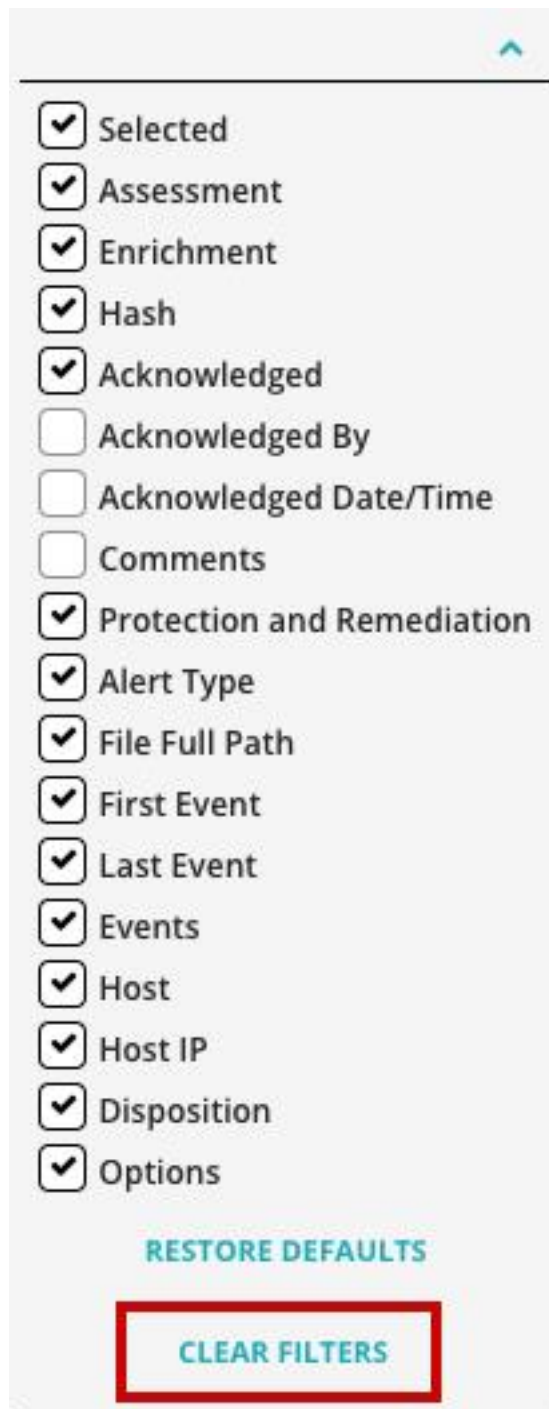 Selected
Assessment
Enrichment
Hash
Acknowledged
Acknowledged By
Acknowledged Date/Time
Comments
Protection and Remediation
Alert Type
File Full Path
First Event
Last Event
Events
Host
Host IP
Disposition
Options
RESTORE DEFAULTS
CLEAR FILTERS